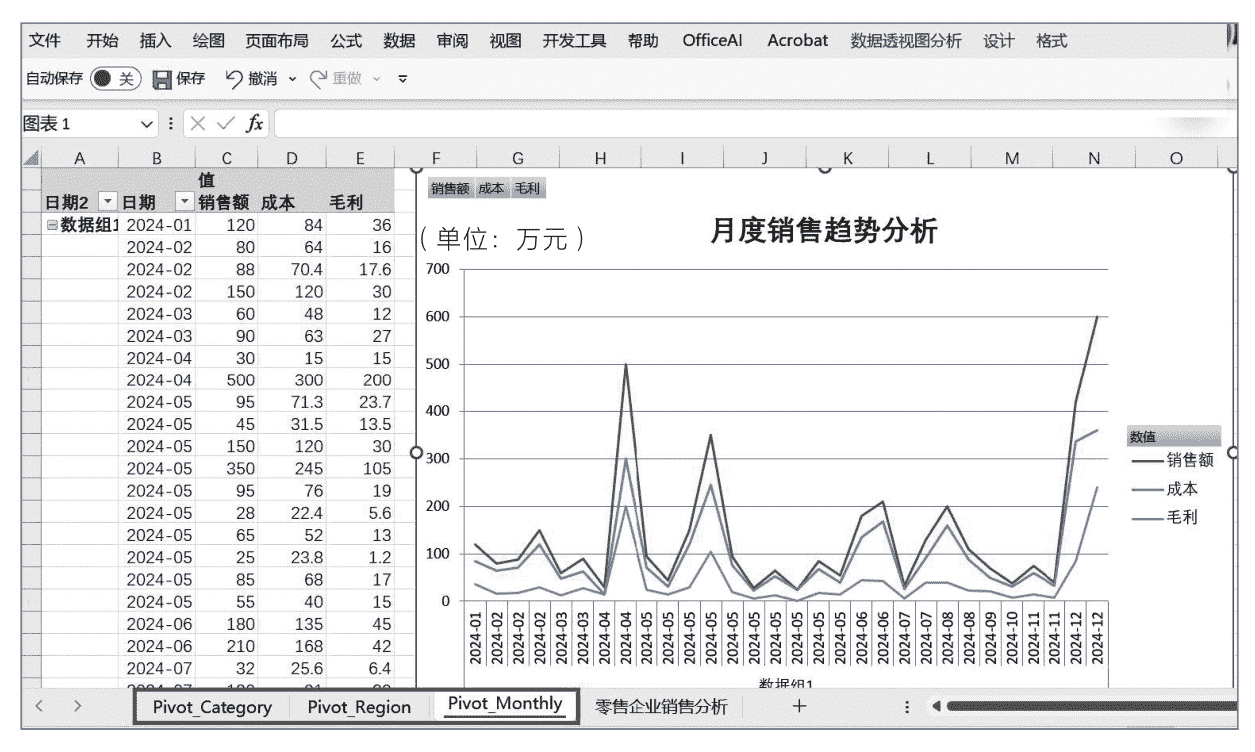 文件 开始 插入 绘图 页面布局 公式 数据 审阅 视图 开发工具 帮助 OfficeAI Acrobat 数据透视图分析 设计 格式
自动保存 关 保存 撤消 重做
图表 1 fx
A B C D E F G H I J K L M N O
值
日期2 日期 销售额 成本 毛利
数据组1 2024-01 120 84 36
2024-02 80 64 16
2024-02 88 70.4 17.6
2024-02 150 120 30
2024-03 60 48 12
2024-03 90 63 27
2024-04 30 15 15
2024-04 500 300 200
2024-05 95 71.3 23.7
2024-05 45 31.5 13.5
2024-05 150 120 30
2024-05 350 245 105
2024-05 95 76 19
2024-05 28 22.4 5.6
2024-05 65 52 13
2024-05 25 23.8 1.2
2024-05 85 68 17
2024-05 55 40 15
2024-06 180 135 45
2024-06 210 168 42
2024-07 32 25.6 6.4
销售额 成本 毛利
月度销售趋势分析
（单位：万元）
700
600
500
400
300
200
100
0
2024-01 2024-02 2024-02 2024-02 2024-03 2024-03 2024-04 2024-04 2024-05 2024-05 2024-05 2024-05 2024-05 2024-05 2024-05 2024-05 2024-05 2024-05 2024-06 2024-06 2024-07 2024-07 2024-08 2024-08 2024-09 2024-10 2024-11 2024-11 2024-12 2024-12
数据组1
数值
销售额
成本
毛利
Pivot_Category Pivot_Region Pivot_Monthly 零售企业销售分析